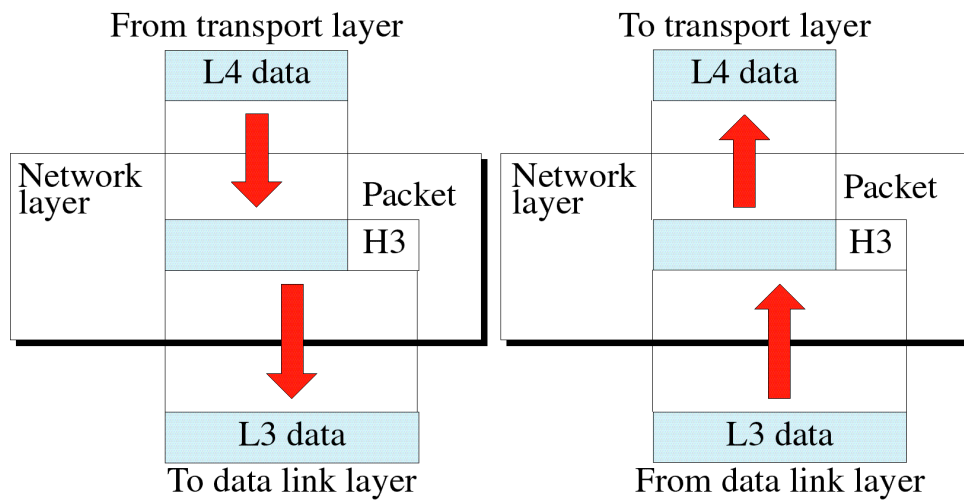 From transport layer
L4 data
Network
layer
Packet
H3
L3 data
To data link layer
To transport layer
L4 data
Network
layer
Packet
H3
L3 data
From data link layer